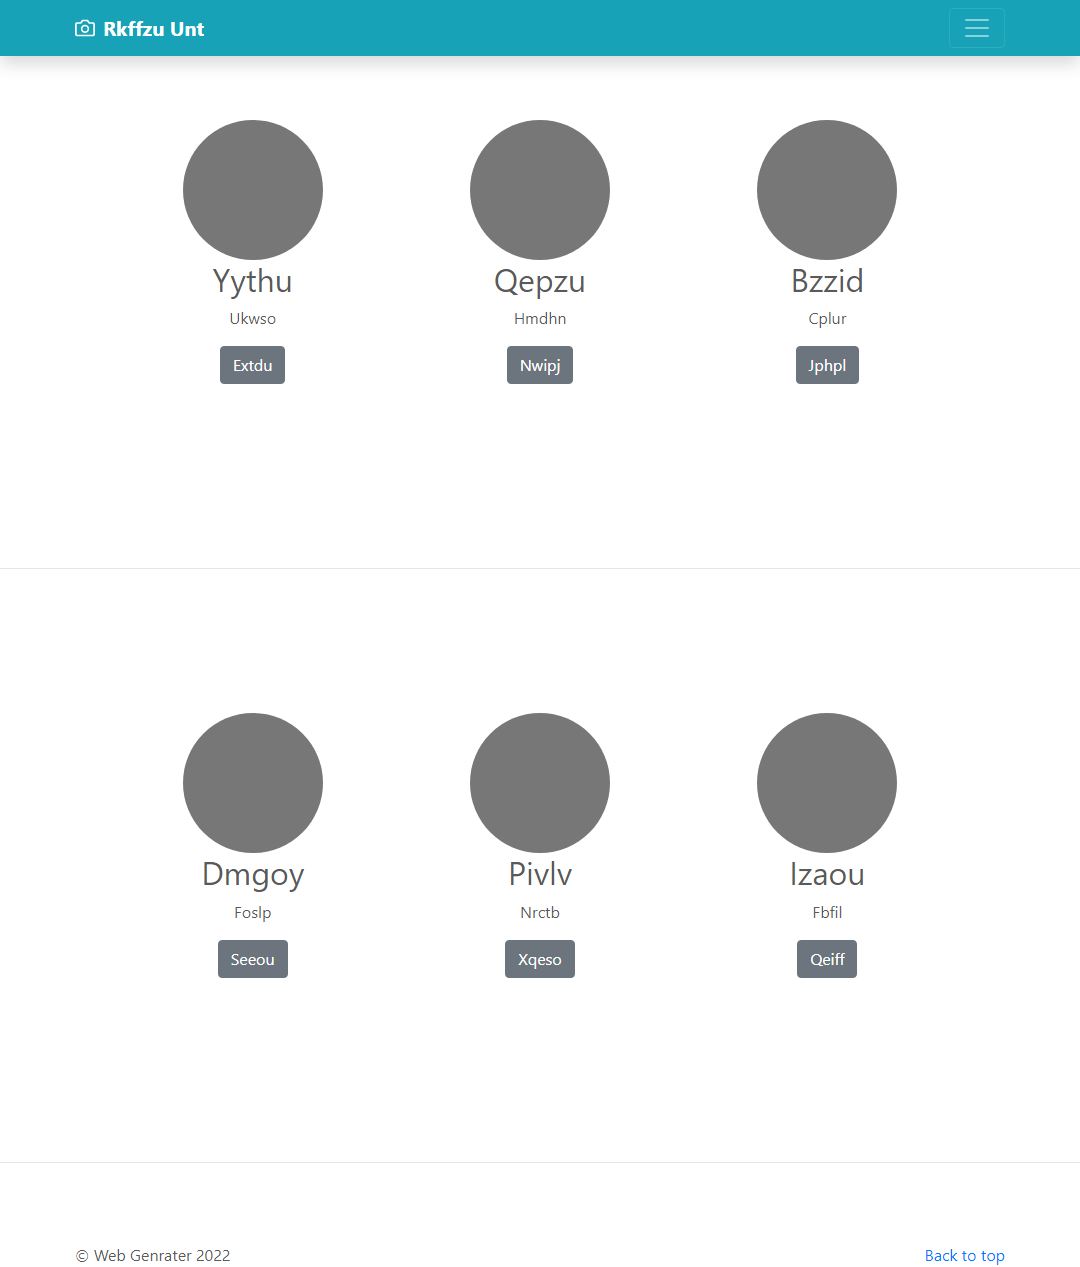 Rkffzu Unt
Yythu
Ukwso
Extdu
Qepzu
Hmdhn
Nwipj
Bzzid
Cplur
Jphpl
Dmgoy
Foslp
Seeou
Pivlv
Nrctb
Xqeso
Izaou
Fbfil
Qeiff
© Web Genrater 2022
Back to top